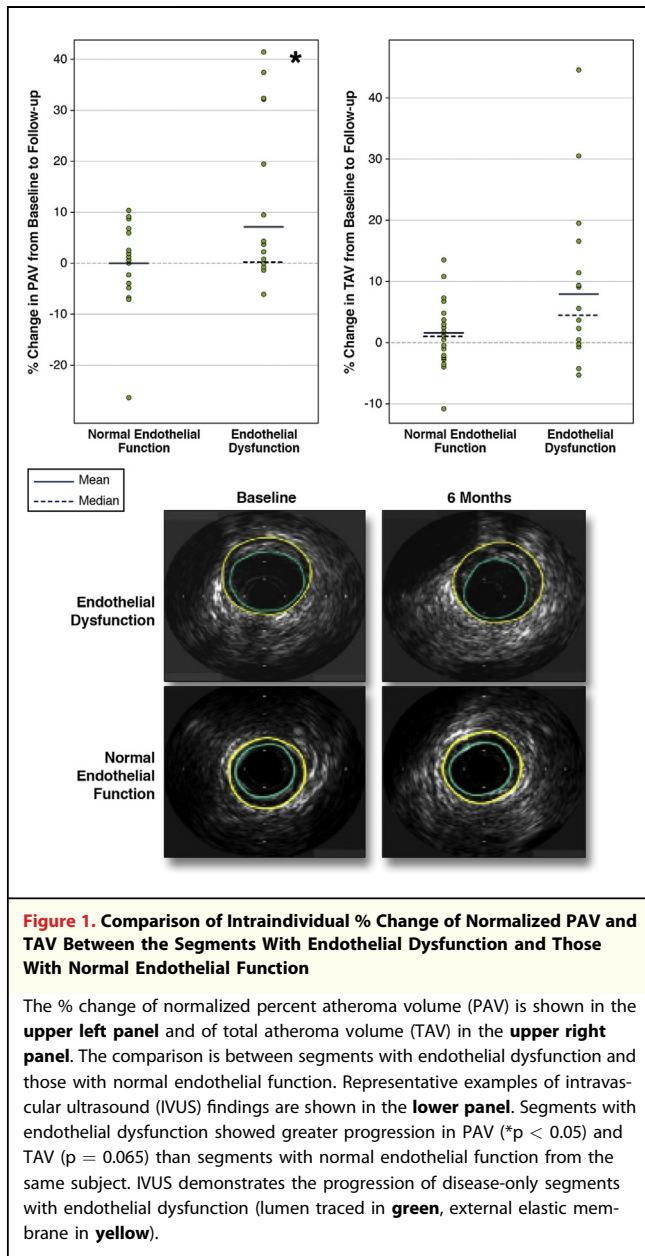 % Change in PAV from Baseline to Follow-up
40
30
20
10
0
-10
-20
*
Normal Endothelial
Function
Endothelial
Dysfunction
% Change in TAV from Baseline to Follow-up
40
30
20
10
0
-10
Normal Endothelial
Function
Endothelial
Dysfunction
Mean
Median
Baseline
6 Months
Endothelial
Dysfunction
Normal
Endothelial
Function
Figure 1. Comparison of Intraindividual % Change of Normalized PAV and
TAV Between the Segments With Endothelial Dysfunction and Those
With Normal Endothelial Function
The % change of normalized percent atheroma volume (PAV) is shown in the
upper left panel and of total atheroma volume (TAV) in the upper right
panel. The comparison is between segments with endothelial dysfunction and
those with normal endothelial function. Representative examples of intravas-
cular ultrasound (IVUS) findings are shown in the lower panel. Segments with
endothelial dysfunction showed greater progression in PAV (*p < 0.05) and
TAV (p = 0.065) than segments with normal endothelial function from the
same subject. IVUS demonstrates the progression of disease-only segments
with endothelial dysfunction (lumen traced in green, external elastic mem-
brane in yellow).